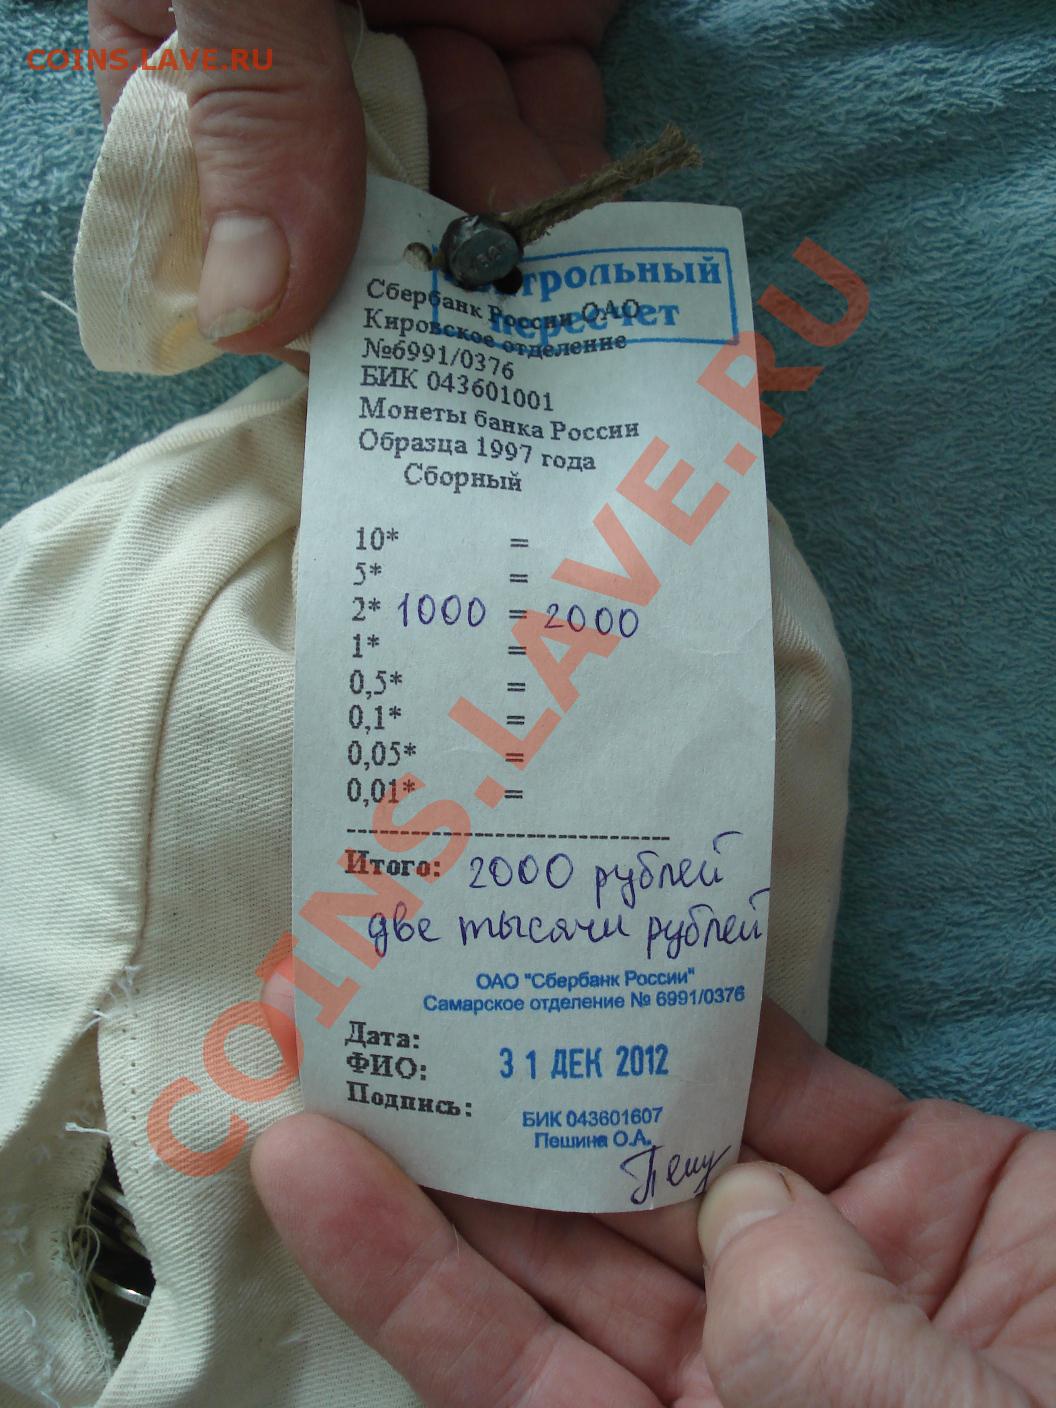 COINS.LAVE.RU
пересчет
Сбербанк России ОАО
Кировское отделение
№6991/0376
БИК 043601001
Монеты банка России
Образца 1997 года
Сборный
10* =
5* =
2* 1000 = 2000
1* =
0,5* =
0,1* =
0,05* =
0,01* =
--------------------------------
Итого: 2000 рублей
две тысячи рублей
ОАО "Сбербанк России"
Самарское отделение № 6991/0376
Дата:
ФИО: 31 ДЕК 2012
Подпись:
БИК 043601607
Пешина О.А.
COINS.LAVE.RU